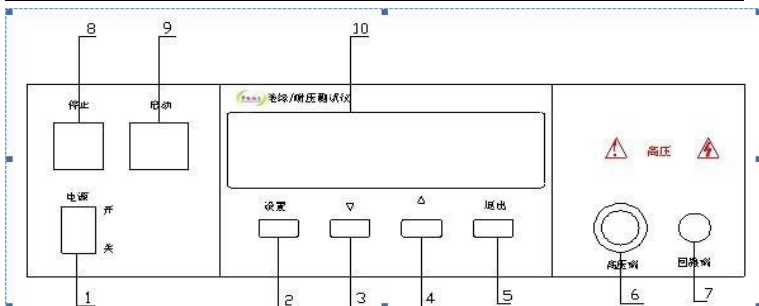 8 9 10
停止 启动
绝缘/耐压测试仪
高压
电源
开
关
设置 ▽ △ 退出
高压端 回路端
1 2 3 4 5 6 7